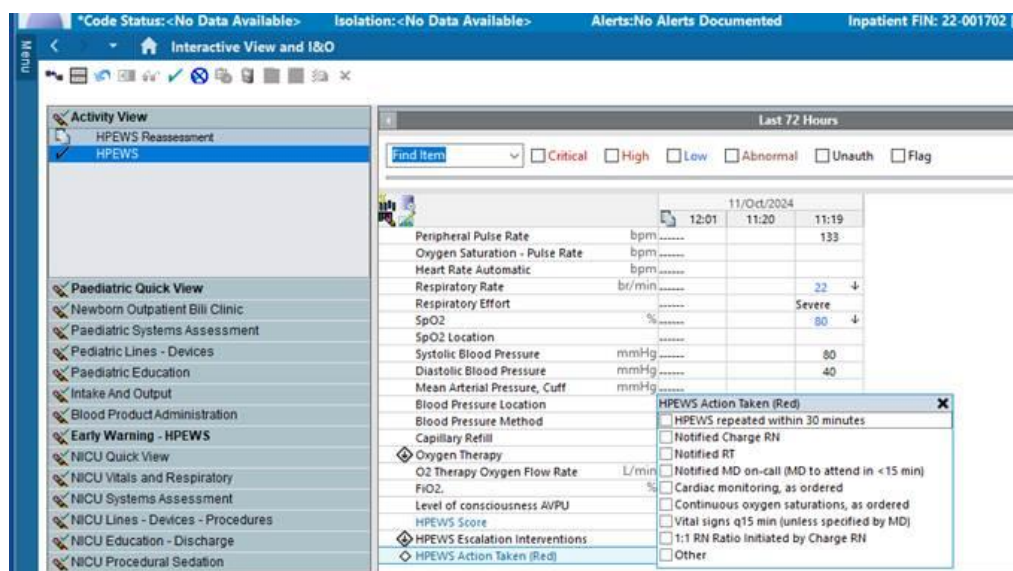 *Code Status:<No Data Available> Isolation:<No Data Available> Alerts:No Alerts Documented Inpatient FIN: 22-001702
Menu
Interactive View and I&O
Activity View
HPEWS Reassessment
HPEWS
Paediatric Quick View
Newborn Outpatient Bili Clinic
Paediatric Systems Assessment
Pediatric Lines - Devices
Paediatric Education
Intake And Output
Blood Product Administration
Early Warning - HPEWS
NICU Quick View
NICU Vitals and Respiratory
NICU Systems Assessment
NICU Lines - Devices - Procedures
NICU Education - Discharge
NICU Procedural Sedation
Last 72 Hours
Find Item Critical High Low Abnormal Unauth Flag
11/Oct/2024
12:01 11:20 11:19
Peripheral Pulse Rate bpm 133
Oxygen Saturation - Pulse Rate bpm
Heart Rate Automatic bpm
Respiratory Rate br/min 22 ↓
Respiratory Effort Severe
SpO2 % 80 ↓
SpO2 Location
Systolic Blood Pressure mmHg 80
Diastolic Blood Pressure mmHg 40
Mean Arterial Pressure, Cuff mmHg
Blood Pressure Location
Blood Pressure Method
Capillary Refill
Oxygen Therapy
O2 Therapy Oxygen Flow Rate L/min
FiO2. %
Level of consciousness AVPU
HPEWS Score
HPEWS Escalation Interventions
HPEWS Action Taken (Red)
HPEWS Action Taken (Red)
HPEWS repeated within 30 minutes
Notified Charge RN
Notified RT
Notified MD on-call (MD to attend in <15 min)
Cardiac monitoring, as ordered
Continuous oxygen saturations, as ordered
Vital signs q15 min (unless specified by MD)
1:1 RN Ratio Initiated by Charge RN
Other